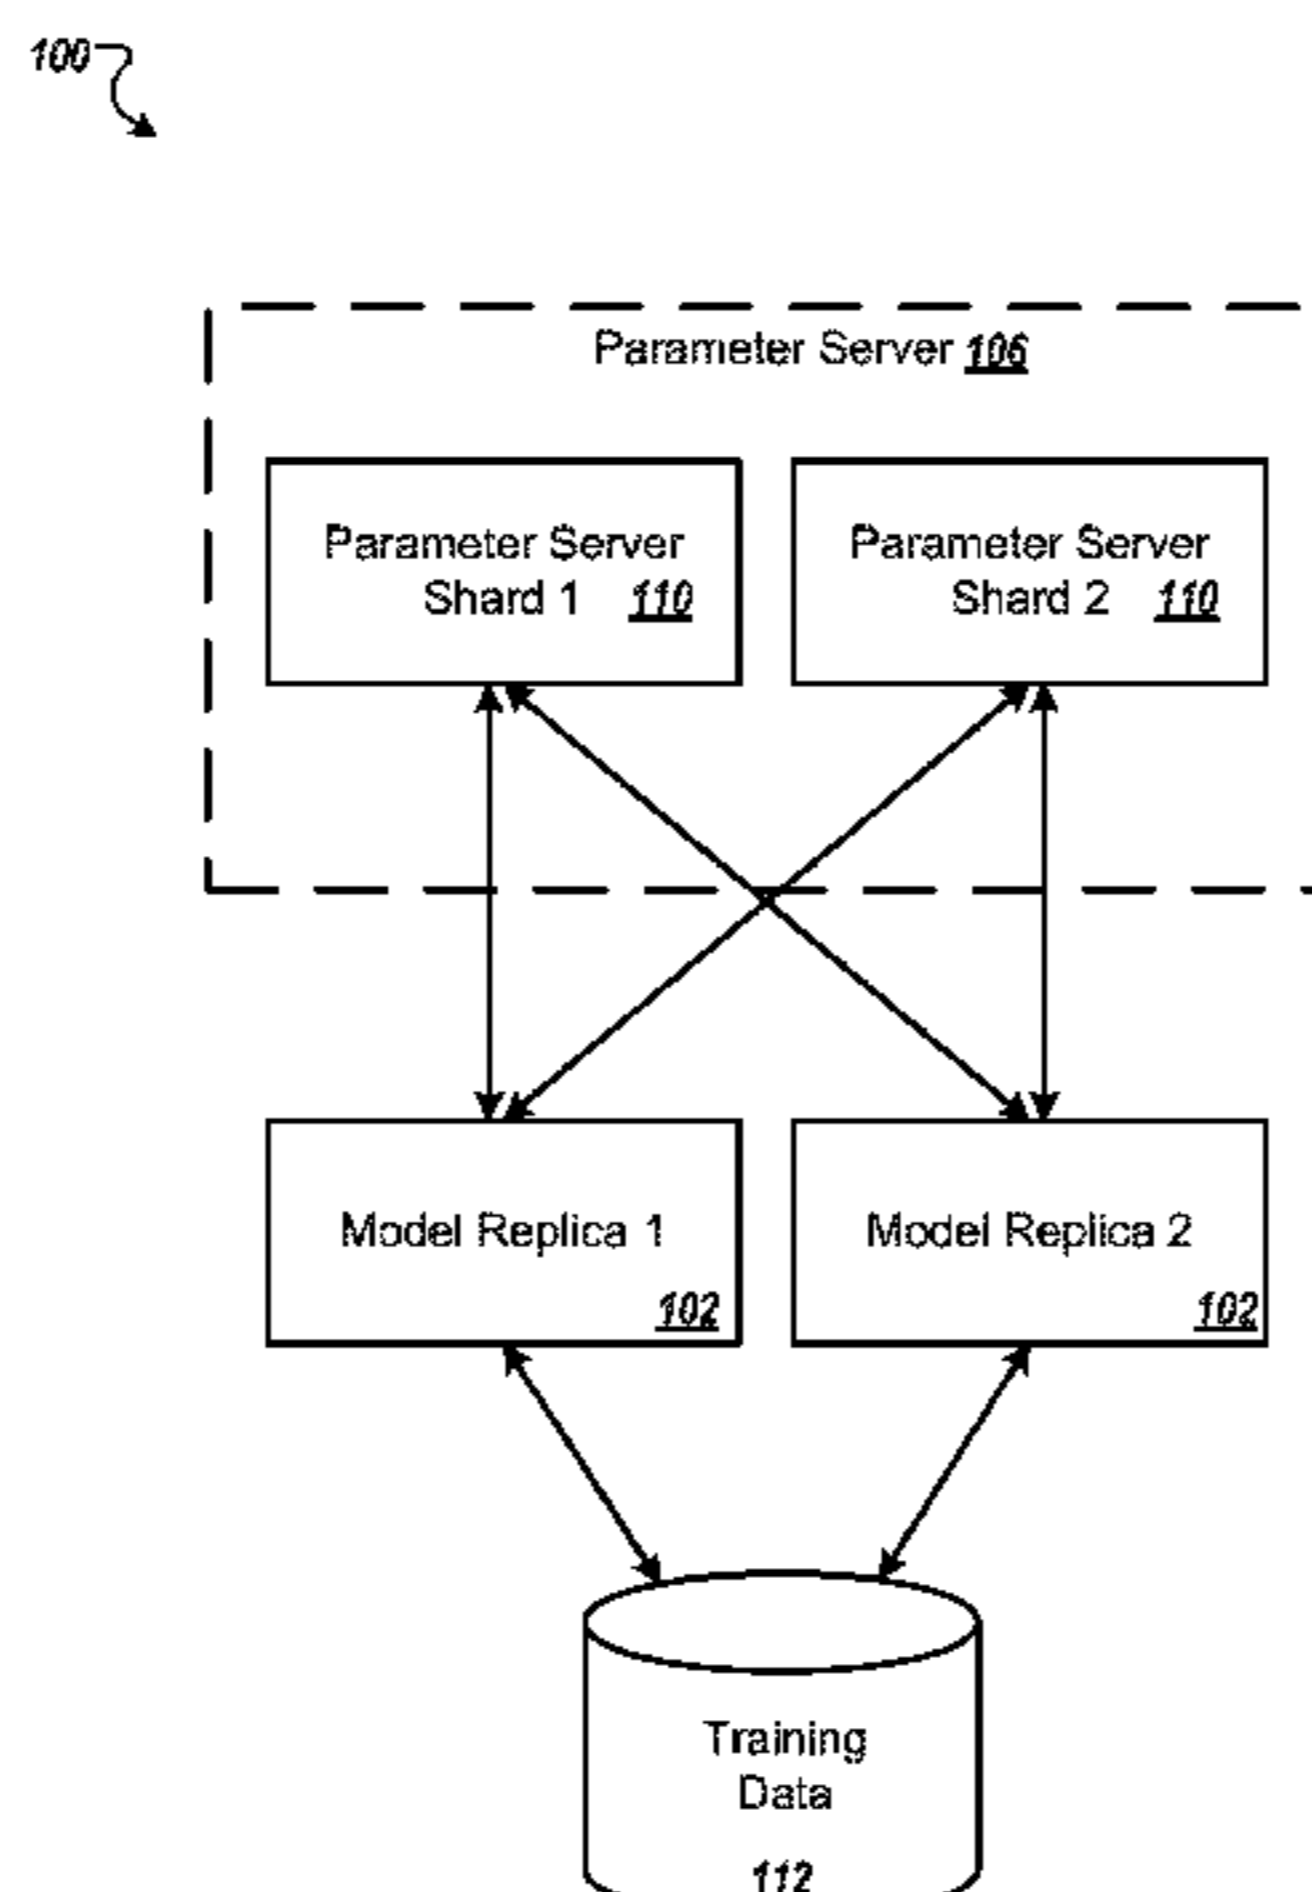 100
Parameter Server 106
Parameter Server
Shard 1 110
Parameter Server
Shard 2 110
Model Replica 1
102
Model Replica 2
102
Training
Data
112